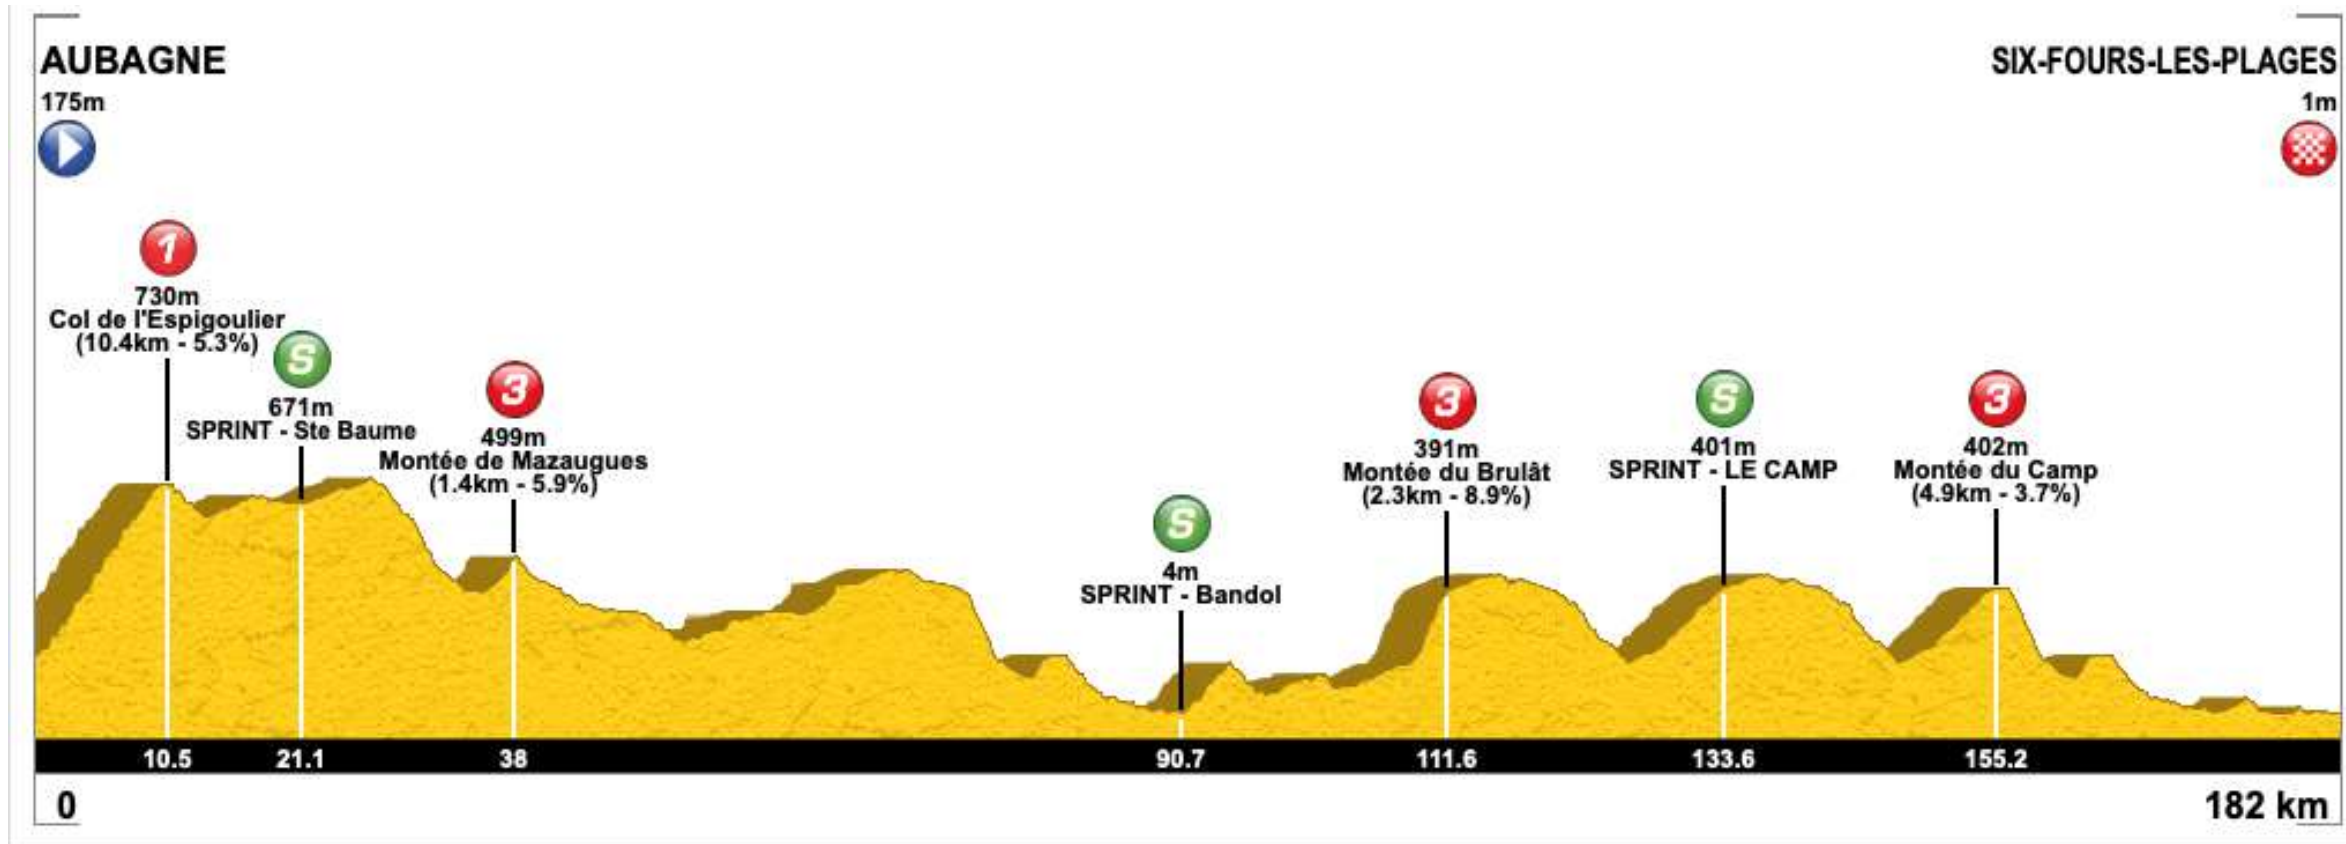 AUBAGNE
175m
SIX-FOURS-LES-PLAGES
1m
1
730m
Col de l'Espigoulier
(10.4km - 5.3%)
S
671m
SPRINT - Ste Baume
3
499m
Montée de Mazaugues
(1.4km - 5.9%)
S
4m
SPRINT - Bandol
3
391m
Montée du Brulât
(2.3km - 8.9%)
S
401m
SPRINT - LE CAMP
3
402m
Montée du Camp
(4.9km - 3.7%)
10.5 21.1 38 90.7 111.6 133.6 155.2
0 182 km